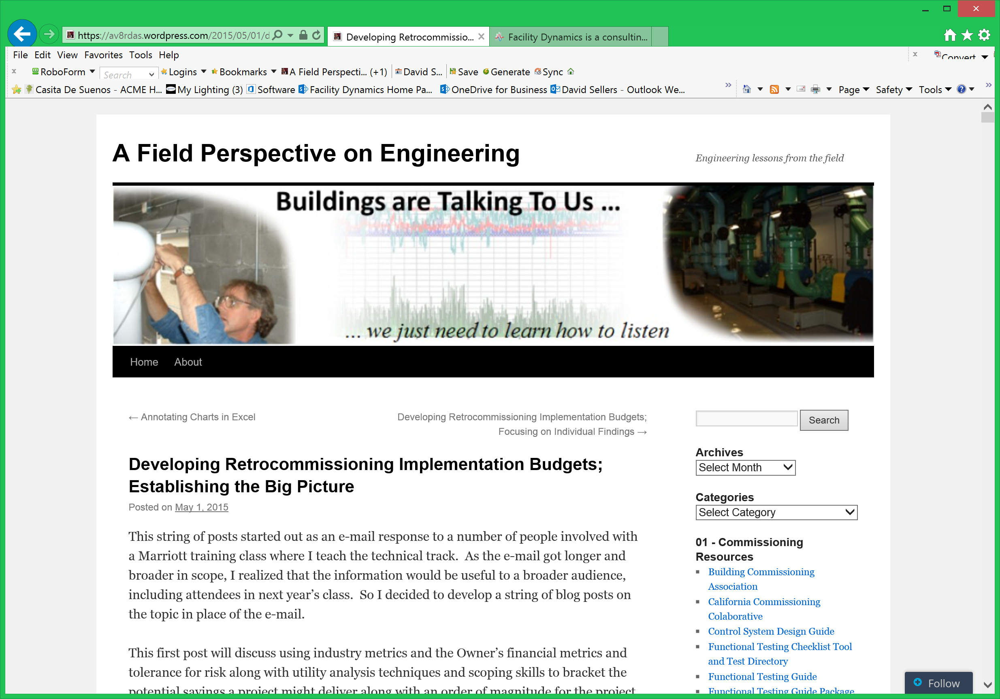 https://av8rdas.wordpress.com/2015/05/01/d
Developing Retrocommissio...
Facility Dynamics is a consultin...
File Edit View Favorites Tools Help
Convert
RoboForm
Search
Logins
Bookmarks
A Field Perspecti... (+1)
David S...
Save
Generate
Sync
Casita De Suenos - ACME H...
My Lighting (3)
Software
Facility Dynamics Home Pa...
OneDrive for Business
David Sellers - Outlook We...
Page
Safety
Tools
A Field Perspective on Engineering
Engineering lessons from the field
Buildings are Talking To Us ...
... we just need to learn how to listen
Home
About
← Annotating Charts in Excel
Developing Retrocommissioning Implementation Budgets;
Focusing on Individual Findings →
Developing Retrocommissioning Implementation Budgets;
Establishing the Big Picture
Posted on May 1, 2015
This string of posts started out as an e-mail response to a number of people involved with
a Marriott training class where I teach the technical track.  As the e-mail got longer and
broader in scope, I realized that the information would be useful to a broader audience,
including attendees in next year’s class.  So I decided to develop a string of blog posts on
the topic in place of the e-mail.
This first post will discuss using industry metrics and the Owner’s financial metrics and
tolerance for risk along with utility analysis techniques and scoping skills to bracket the
potential savings a project might deliver along with an order of magnitude for the project
Search
Archives
Select Month
Categories
Select Category
01 - Commissioning
Resources
Building Commissioning
Association
California Commissioning
Colaborative
Control System Design Guide
Functional Testing Checklist Tool
and Test Directory
Functional Testing Guide
Functional Testing Guide Package
Follow